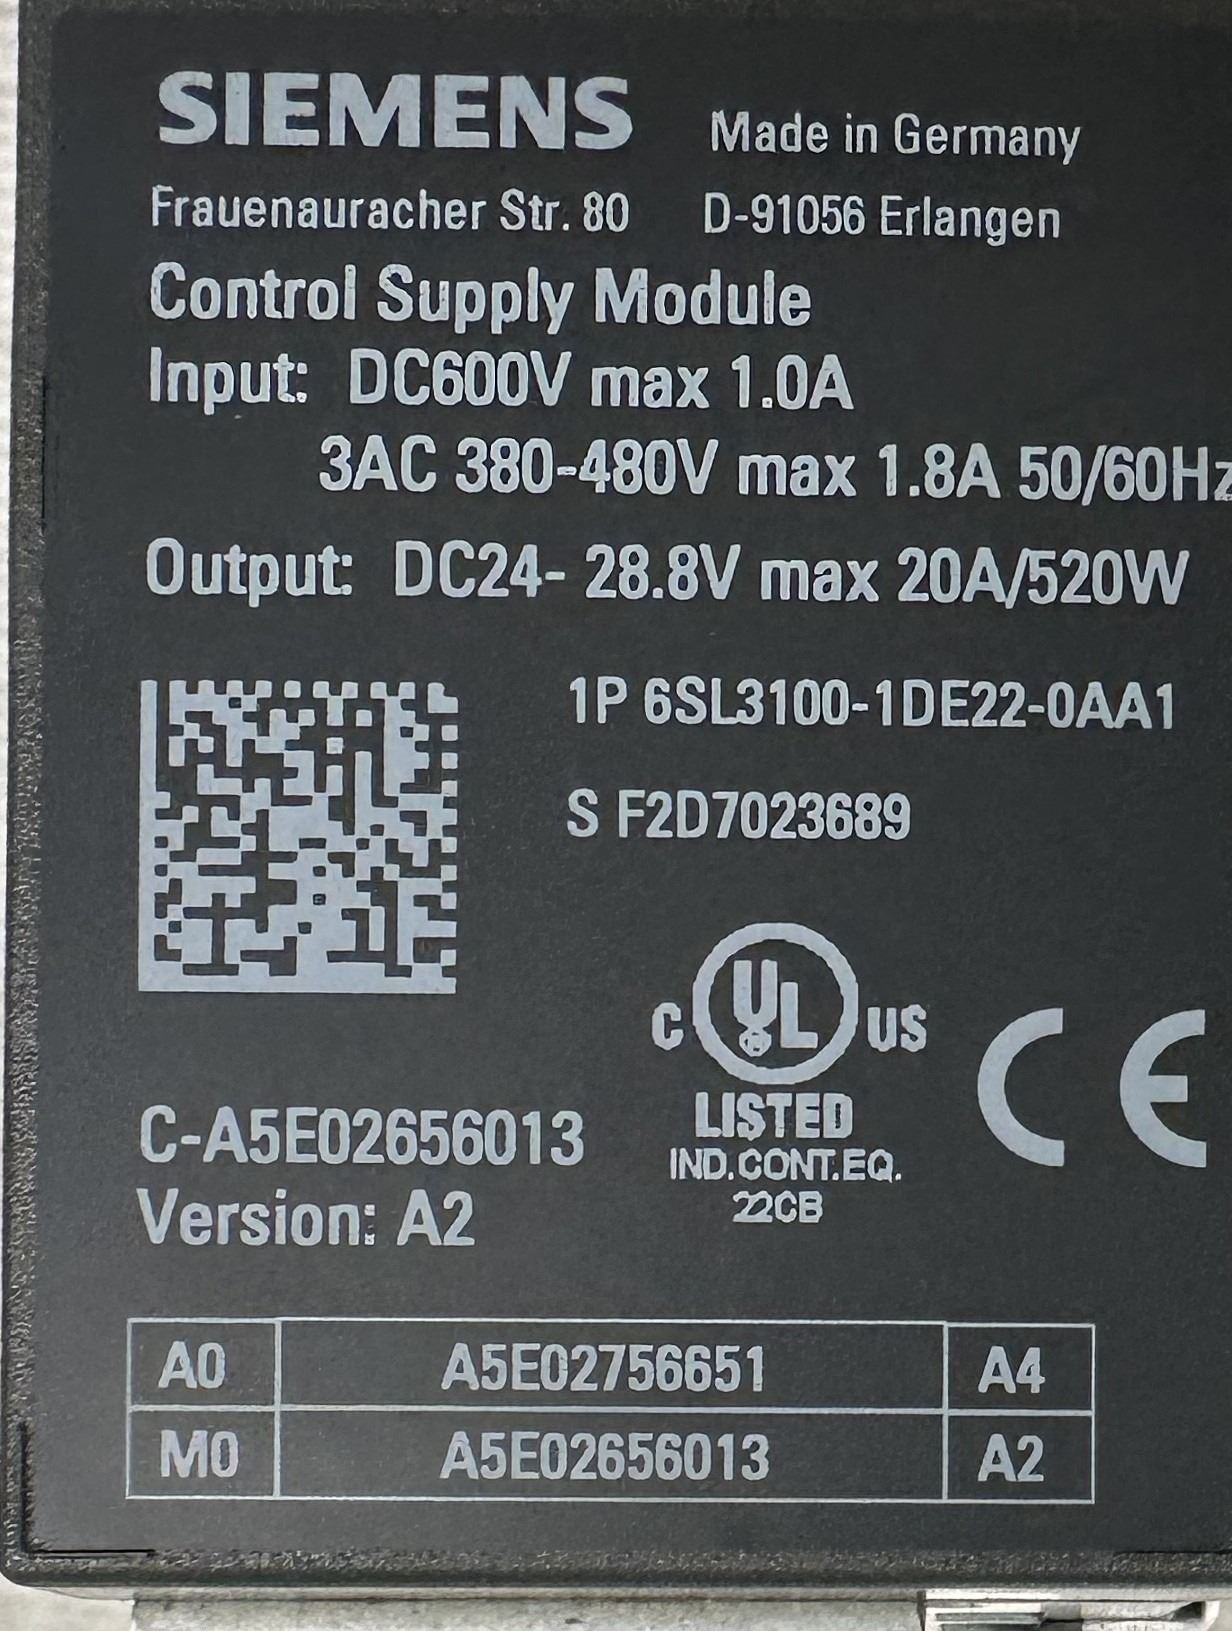 SIEMENS Made in Germany
Frauenauracher Str. 80 D-91056 Erlangen
Control Supply Module
Input: DC600V max 1.0A
3AC 380-480V max 1.8A 50/60Hz
Output: DC24- 28.8V max 20A/520W
1P 6SL3100-1DE22-0AA1
S F2D7023689
C UL US
CE
LISTED
IND.CONT.EQ.
22CB
C-A5E02656013
Version: A2
A0 A5E02756651 A4
M0 A5E02656013 A2